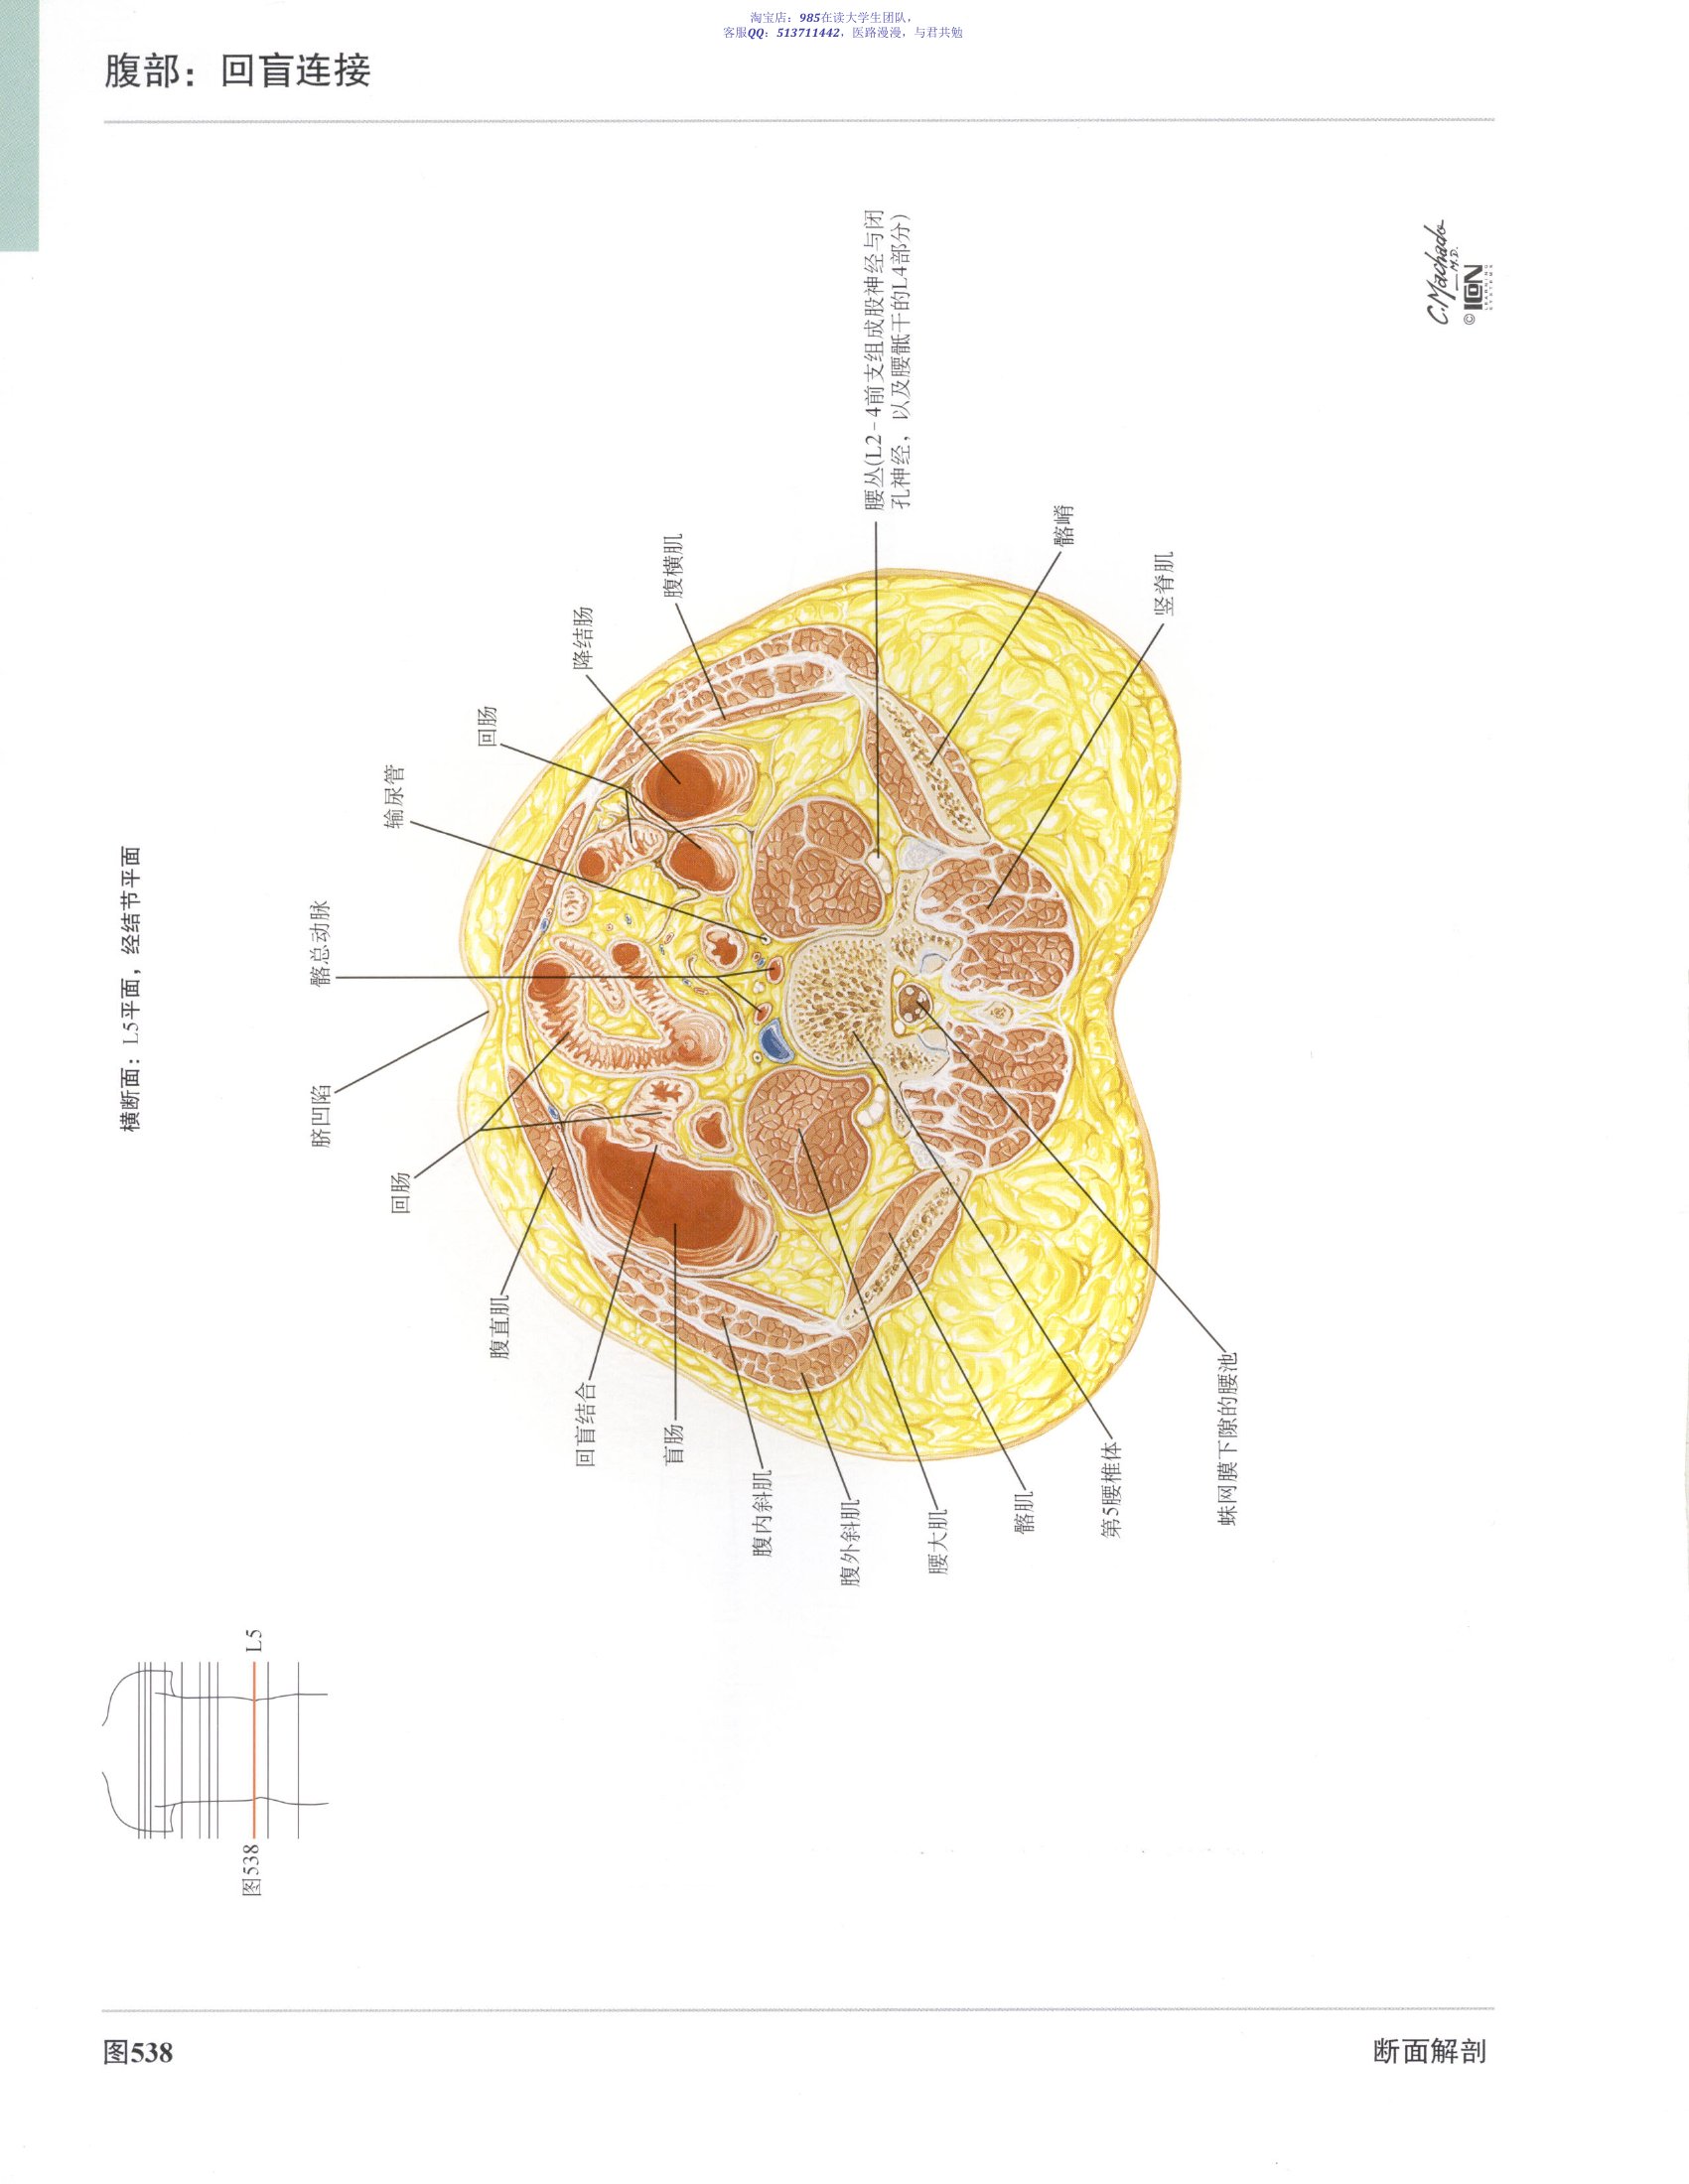 淘宝店：985在读大学生团队，
客服QQ：513711442，医路漫漫，与君共勉
腹部：回盲连接
横断面：L5平面，经结节平面
脐凹陷
髂总动脉
输尿管
回肠
降结肠
腹横肌
腰丛(L2－4前支组成股神经与闭
孔神经，以及腰骶干的L4部分)
髂嵴
竖脊肌
回肠
腹直肌
回盲结合
盲肠
腹内斜肌
腹外斜肌
腰大肌
髂肌
第5腰椎体
蛛网膜下隙的腰池
图538
L5
C.Machado
M.D.
©ICON
LEARNING
SYSTEMS
图538
断面解剖